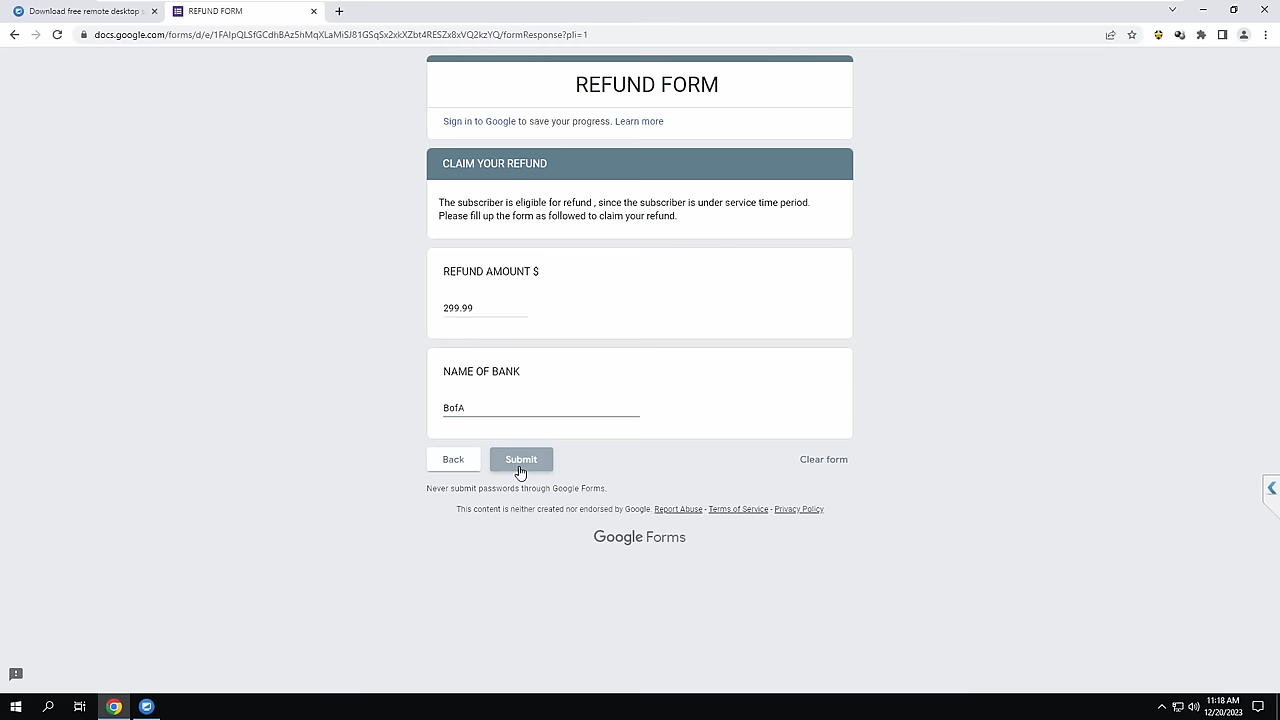 Download free remote desktop s
REFUND FORM
docs.google.com/forms/d/e/1FAIpQLSfGCdhBAz5hMqXLaMiSJ81GSqSx2xkXZbt4RESZx8xVQ2kzYQ/formResponse?pli=1
REFUND FORM
Sign in to Google to save your progress. Learn more
CLAIM YOUR REFUND
The subscriber is eligible for refund , since the subscriber is under service time period.
Please fill up the form as followed to claim your refund.
REFUND AMOUNT $
299.99
NAME OF BANK
BofA
Back
Submit
Clear form
Never submit passwords through Google Forms.
This content is neither created nor endorsed by Google. Report Abuse - Terms of Service - Privacy Policy
Google Forms
11:18 AM
12/20/2023